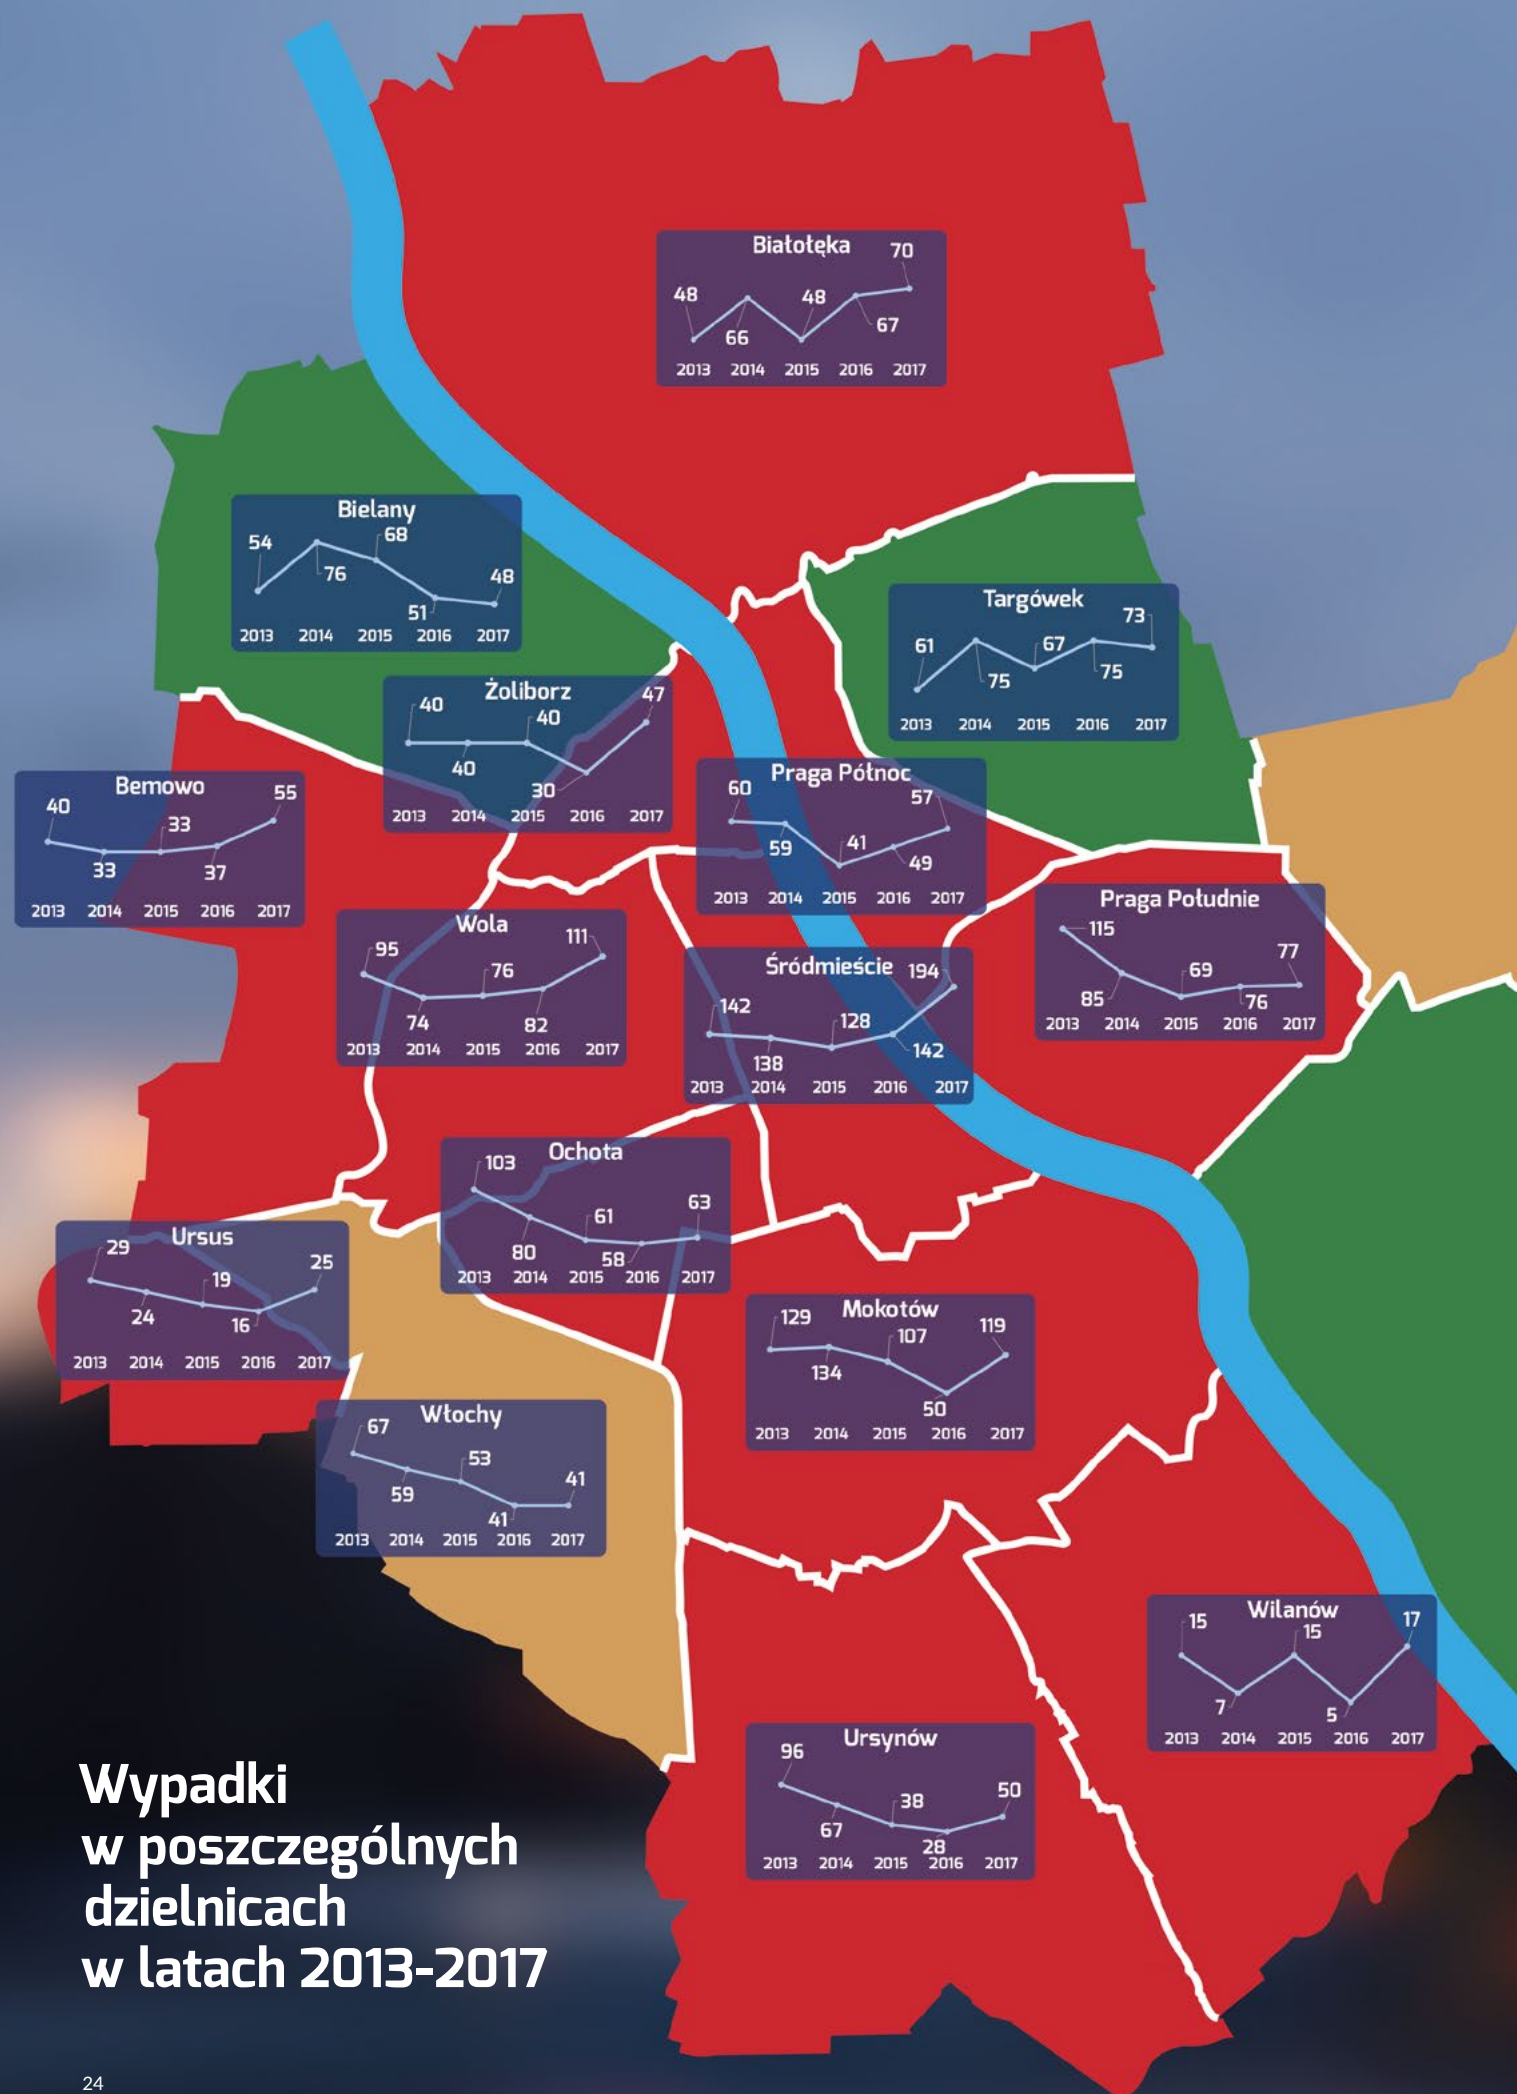 Białołęka
70
48
48
66
67
2013 2014 2015 2016 2017
Bielany
54
68
76
48
51
2013 2014 2015 2016 2017
Targówek
73
61
67
75
75
2013 2014 2015 2016 2017
Żoliborz
40
40
47
40
30
2013 2014 2015 2016 2017
Bemowo
40
55
33
33
37
2013 2014 2015 2016 2017
Praga Północ
60
57
59
41
49
2013 2014 2015 2016 2017
Praga Południe
115
77
69
85
76
2013 2014 2015 2016 2017
Wola
95
111
76
74
82
2013 2014 2015 2016 2017
Śródmieście
194
142
128
138
142
2013 2014 2015 2016 2017
Ochota
103
63
61
80
58
2013 2014 2015 2016 2017
Ursus
29
25
19
24
16
2013 2014 2015 2016 2017
Mokotów
129
119
107
134
50
2013 2014 2015 2016 2017
Włochy
67
53
41
59
41
2013 2014 2015 2016 2017
Wilanów
15
17
15
7
5
2013 2014 2015 2016 2017
Ursynów
96
50
38
67
28
2013 2014 2015 2016 2017
Wypadki
w poszczególnych
dzielnicach
w latach 2013-2017
24